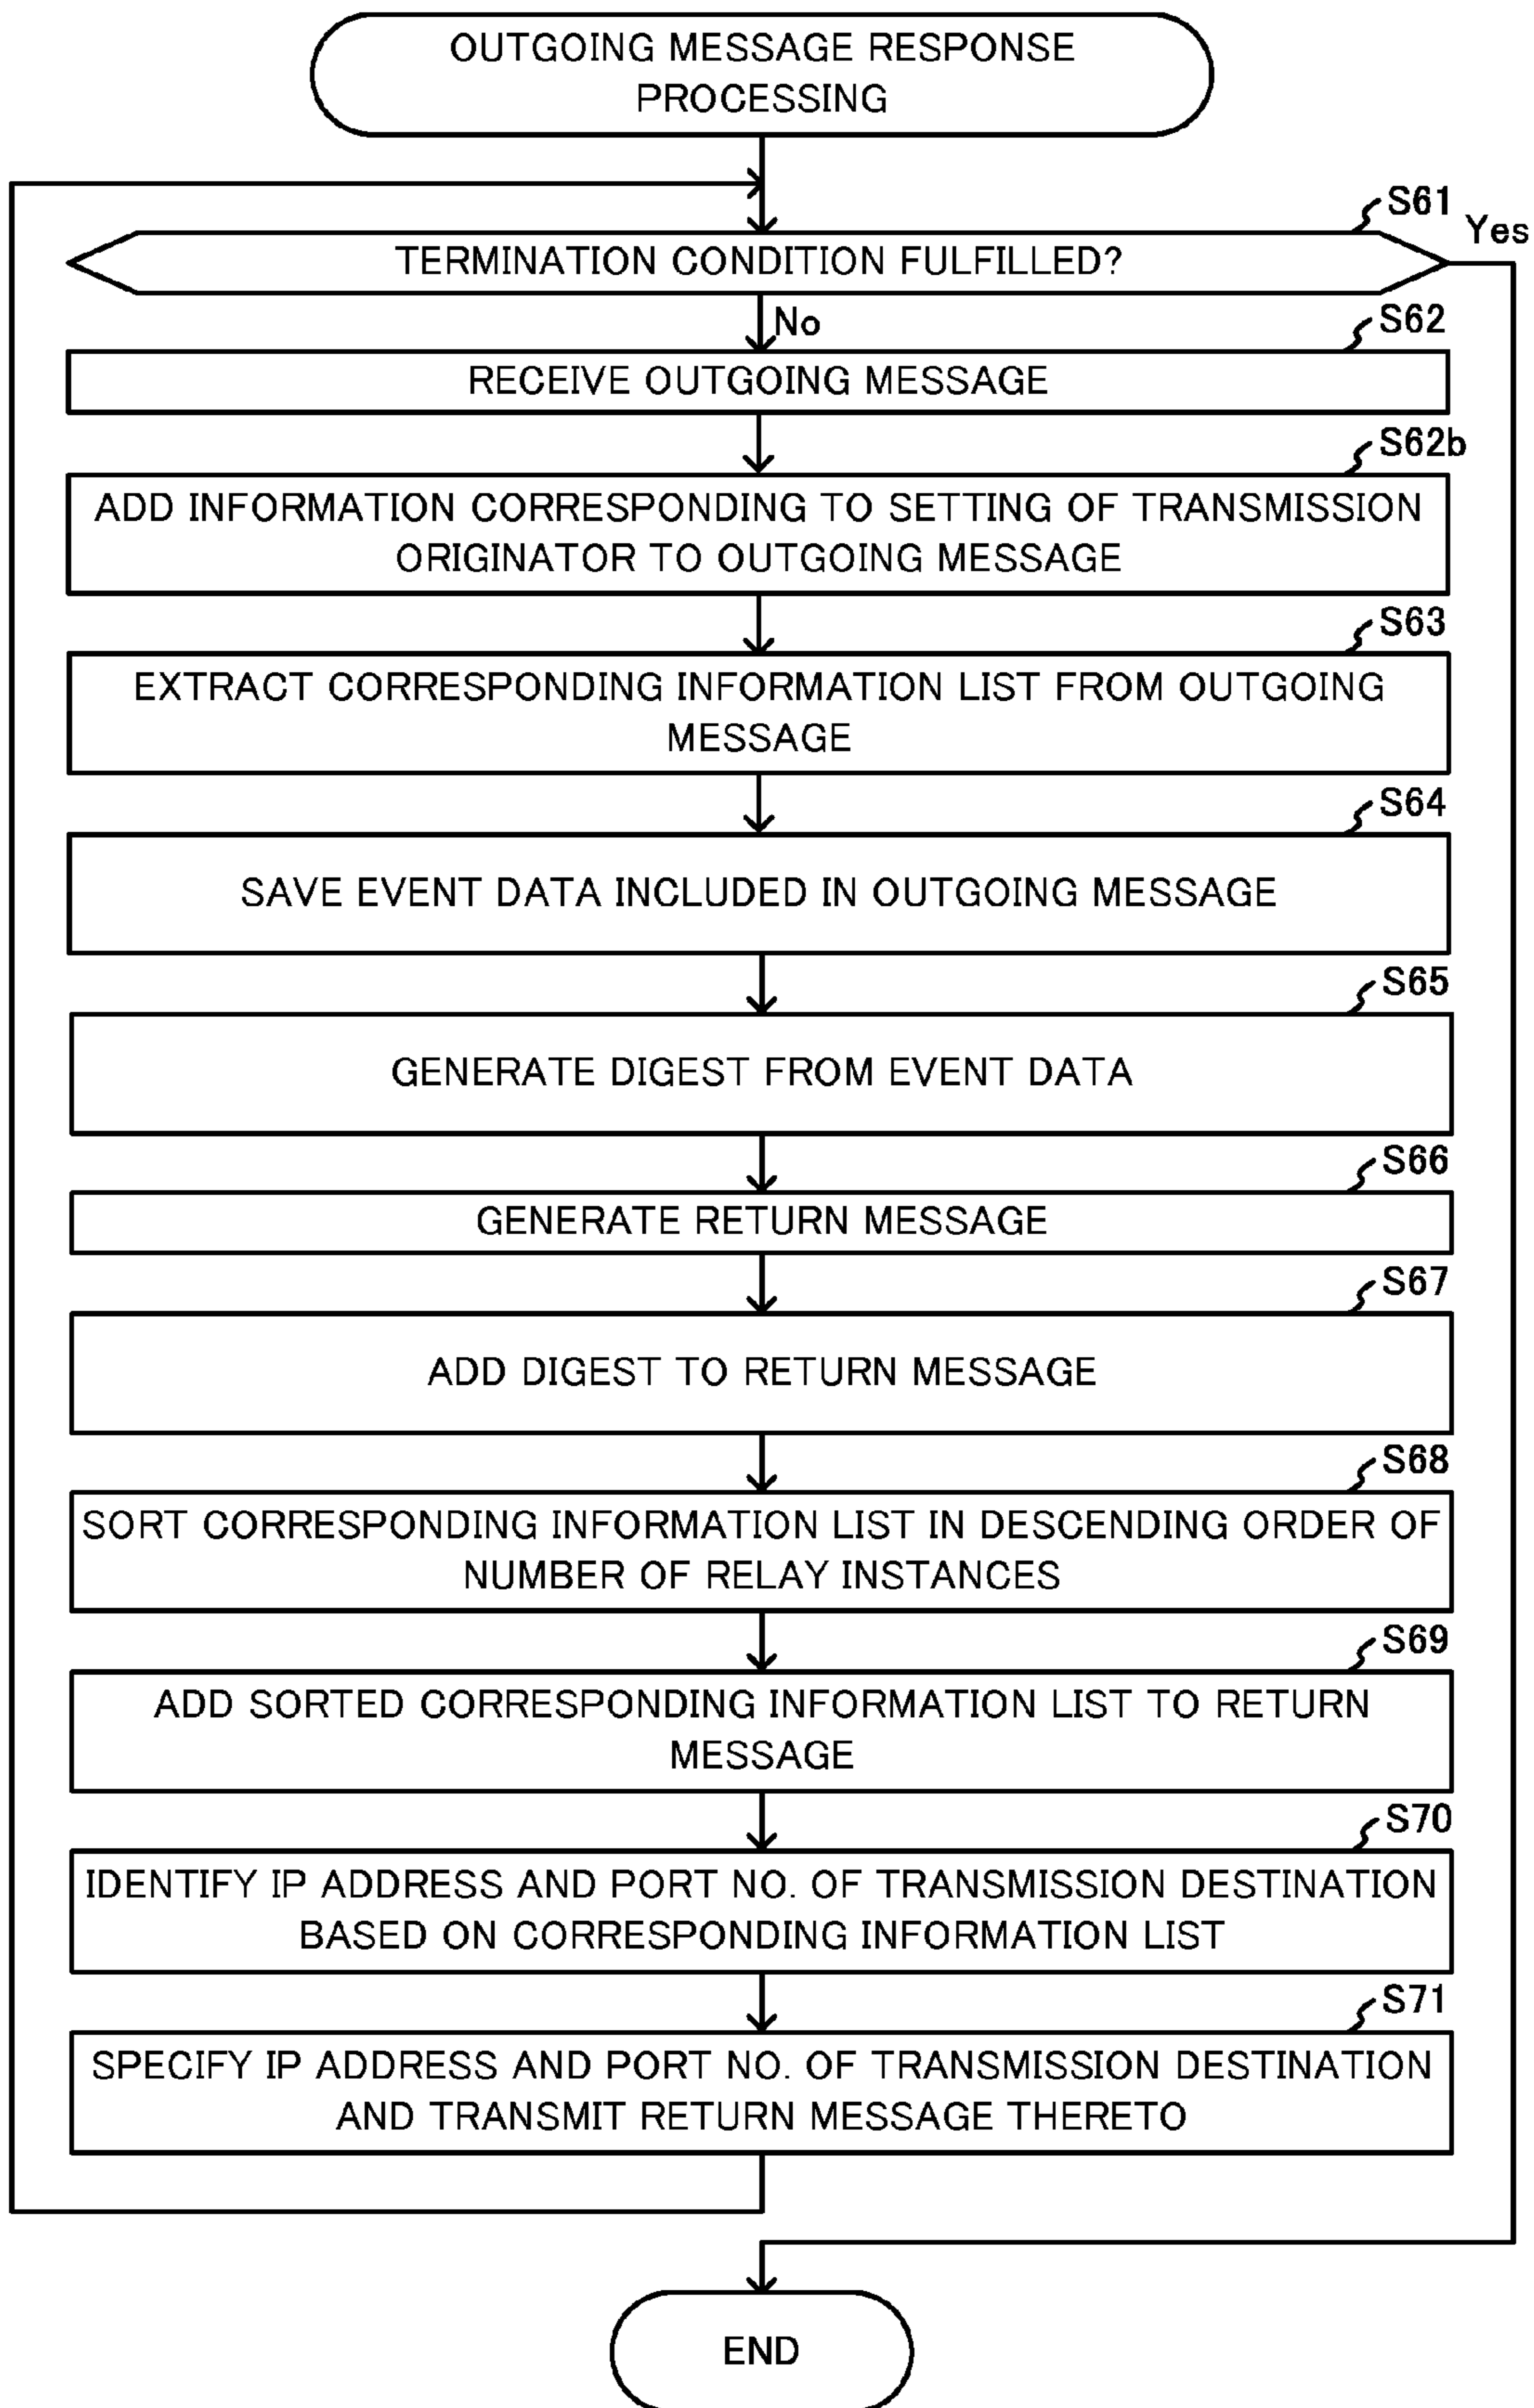 OUTGOING MESSAGE RESPONSE
PROCESSING
S61
Yes
TERMINATION CONDITION FULFILLED?
No
S62
RECEIVE OUTGOING MESSAGE
S62b
ADD INFORMATION CORRESPONDING TO SETTING OF TRANSMISSION
ORIGINATOR TO OUTGOING MESSAGE
S63
EXTRACT CORRESPONDING INFORMATION LIST FROM OUTGOING
MESSAGE
S64
SAVE EVENT DATA INCLUDED IN OUTGOING MESSAGE
S65
GENERATE DIGEST FROM EVENT DATA
S66
GENERATE RETURN MESSAGE
S67
ADD DIGEST TO RETURN MESSAGE
S68
SORT CORRESPONDING INFORMATION LIST IN DESCENDING ORDER OF
NUMBER OF RELAY INSTANCES
S69
ADD SORTED CORRESPONDING INFORMATION LIST TO RETURN
MESSAGE
S70
IDENTIFY IP ADDRESS AND PORT NO. OF TRANSMISSION DESTINATION
BASED ON CORRESPONDING INFORMATION LIST
S71
SPECIFY IP ADDRESS AND PORT NO. OF TRANSMISSION DESTINATION
AND TRANSMIT RETURN MESSAGE THERETO
END